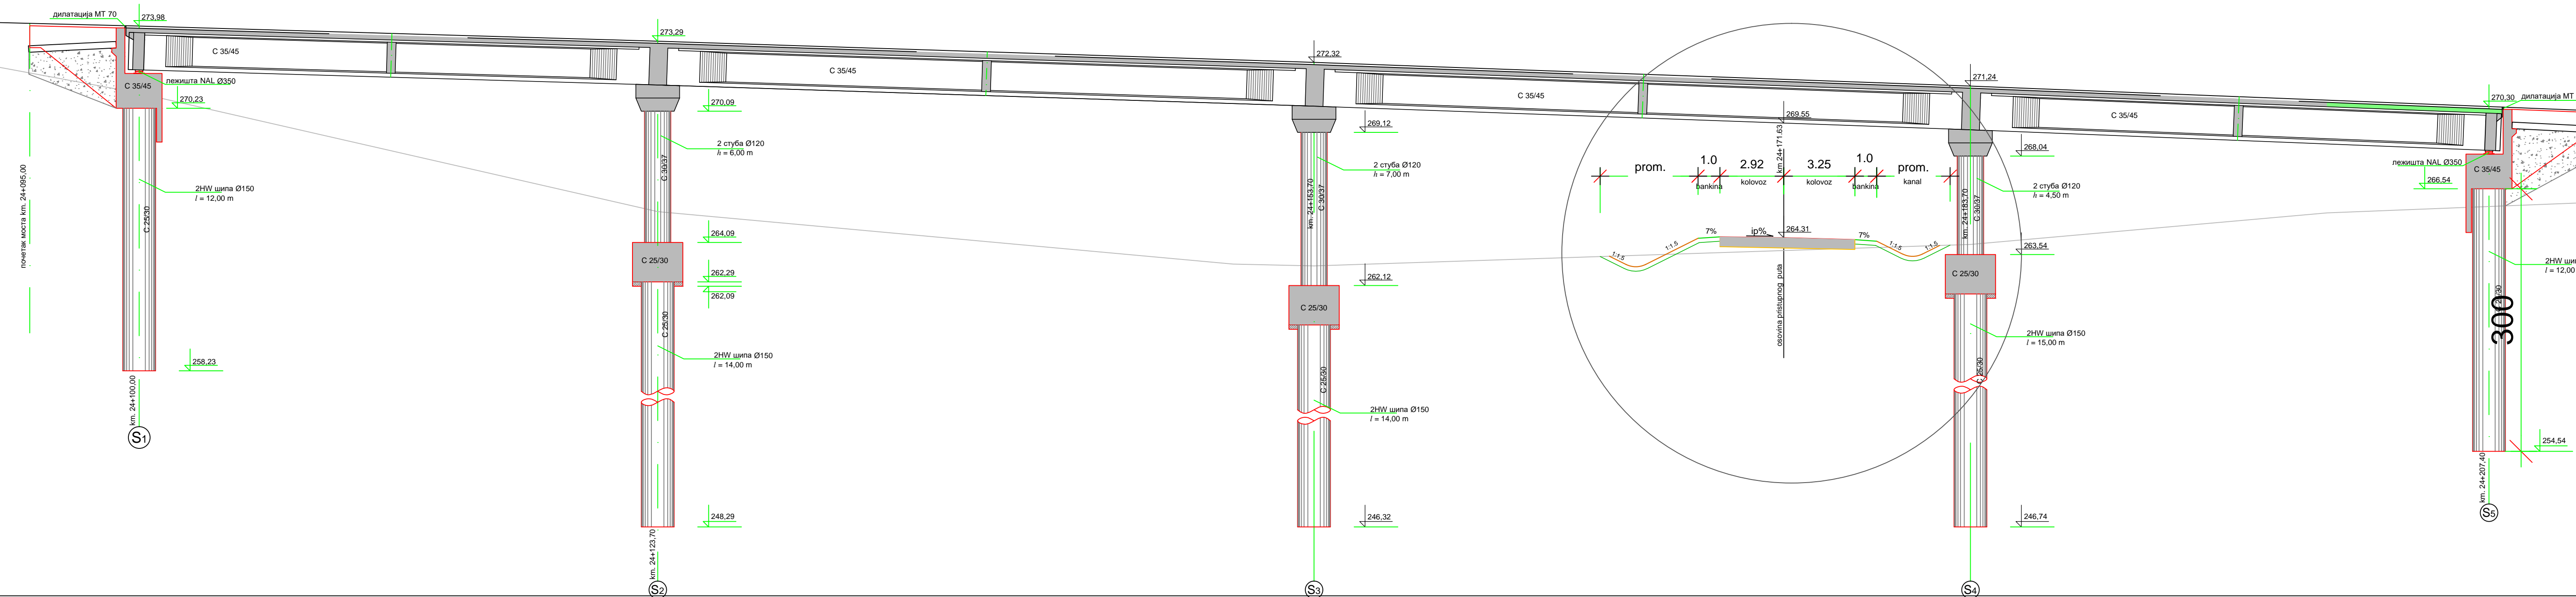 дилатација МТ 70
273,98
C 35/45
лежишта NAL Ø350
C 35/45
270,23
почетак моста km. 24+095,00
2HW шипа Ø150
l = 12,00 m
C 25/30
258,23
km. 24+100,00
S1
273,29
C 35/45
270,09
2 стуба Ø120
h = 6,00 m
C 30/37
264,09
C 25/30
262,29
262,09
C 25/30
2HW шипа Ø150
l = 14,00 m
248,29
km. 24+123,70
S2
272,32
C 35/45
269,12
2 стуба Ø120
h = 7,00 m
km. 24+153,70
C 30/37
262,12
C 25/30
C 25/30
2HW шипа Ø150
l = 14,00 m
246,32
S3
269,55
km 24+171.63
prom.
1.0
2.92
3.25
1.0
prom.
bankina
kolovoz
kolovoz
bankina
kanal
7%
ip%
264.31
7%
1:1.5
1:1.5
1:1.5
1:1.5
osovina pristupnog puta
271,24
C 35/45
268,04
2 стуба Ø120
h = 4,50 m
km. 24+183,70
C 30/37
263,54
C 25/30
2HW шипа Ø150
l = 15,00 m
C 25/30
246,74
S4
270,30
дилатација МТ
лежишта NAL Ø350
C 35/45
266,54
2HW
l = 12,00
300
254,54
km. 24+207,40
S5